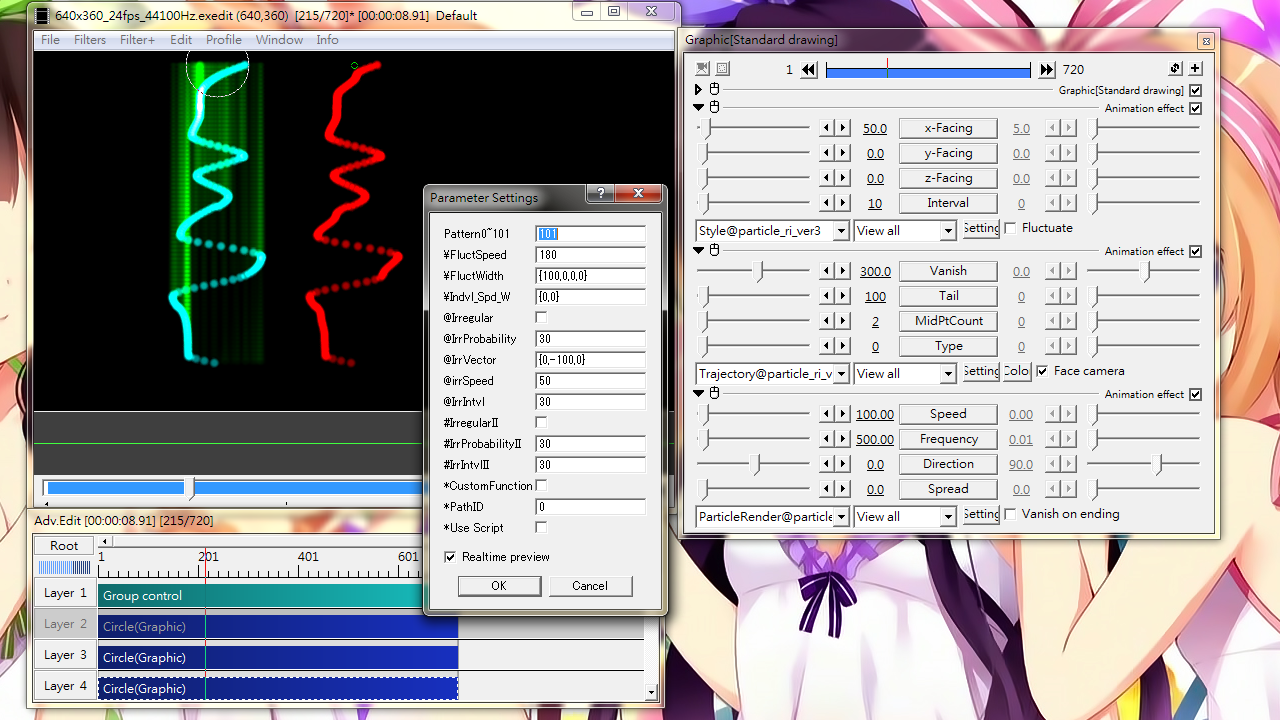 640x360_24fps_44100Hz.exedit (640,360) [215/720]* [00:00:08.91] Default
File Filters Filter+ Edit Profile Window Info
Graphic[Standard drawing]
1 720
Graphic[Standard drawing]
Animation effect
50.0 x-Facing 5.0
0.0 y-Facing 0.0
0.0 z-Facing 0.0
10 Interval 0
Style@particle_ri_ver3 View all Setting Fluctuate
Animation effect
300.0 Vanish 0.0
100 Tail 0
2 MidPtCount 0
0 Type 0
Trajectory@particle_ri_v View all Setting Colo Face camera
Animation effect
100.00 Speed 0.00
500.00 Frequency 0.01
0.0 Direction 90.0
0.0 Spread 0.0
ParticleRender@particle View all Setting Vanish on ending
Parameter Settings
Pattern0~101 101
¥FluctSpeed 180
¥FluctWidth {100,0,0,0}
¥Indvl_Spd_W {0,0}
@Irregular
@IrrProbability 30
@IrrVector {0,-100,0}
@irrSpeed 50
@IrrIntvl 30
#IrregularⅡ
#IrrProbabilityⅡ 30
#IrrIntvlⅡ 30
*CustomFunction
*PathID 0
*Use Script
Realtime preview
OK Cancel
Adv.Edit [00:00:08.91] [215/720]
Root
1 201 401 601
Layer 1 Group control
Layer 2 Circle(Graphic)
Layer 3 Circle(Graphic)
Layer 4 Circle(Graphic)